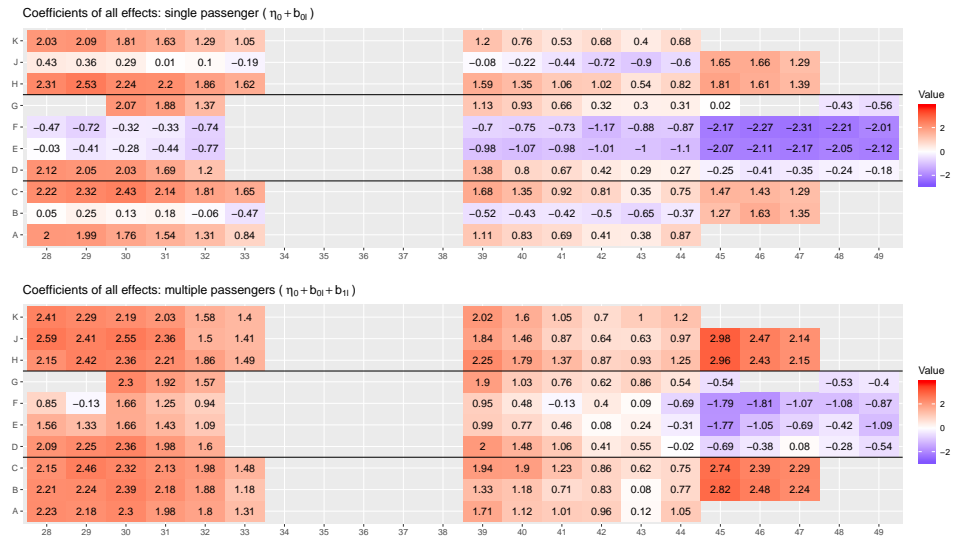 Coefficients of all effects: single passenger ( η0 + b0l )
K 2.03 2.09 1.81 1.63 1.29 1.05 1.2 0.76 0.53 0.68 0.4 0.68
J 0.43 0.36 0.29 0.01 0.1 −0.19 −0.08 −0.22 −0.44 −0.72 −0.9 −0.6 1.65 1.66 1.29
H 2.31 2.53 2.24 2.2 1.86 1.62 1.59 1.35 1.06 1.02 0.54 0.82 1.81 1.61 1.39
G 2.07 1.88 1.37 1.13 0.93 0.66 0.32 0.3 0.31 0.02 −0.43 −0.56
F −0.47 −0.72 −0.32 −0.33 −0.74 −0.7 −0.75 −0.73 −1.17 −0.88 −0.87 −2.17 −2.27 −2.31 −2.21 −2.01
E −0.03 −0.41 −0.28 −0.44 −0.77 −0.98 −1.07 −0.98 −1.01 −1 −1.1 −2.07 −2.11 −2.17 −2.05 −2.12
D 2.12 2.05 2.03 1.69 1.2 1.38 0.8 0.67 0.42 0.29 0.27 −0.25 −0.41 −0.35 −0.24 −0.18
C 2.22 2.32 2.43 2.14 1.81 1.65 1.68 1.35 0.92 0.81 0.35 0.75 1.47 1.43 1.29
B 0.05 0.25 0.13 0.18 −0.06 −0.47 −0.52 −0.43 −0.42 −0.5 −0.65 −0.37 1.27 1.63 1.35
A 2 1.99 1.76 1.54 1.31 0.84 1.11 0.83 0.69 0.41 0.38 0.87
28 29 30 31 32 33 34 35 36 37 38 39 40 41 42 43 44 45 46 47 48 49
Value
2
0
−2
Coefficients of all effects: multiple passengers ( η0 + b0l + b1l )
K 2.41 2.29 2.19 2.03 1.58 1.4 2.02 1.6 1.05 0.7 1 1.2
J 2.59 2.41 2.55 2.36 1.5 1.41 1.84 1.46 0.87 0.64 0.63 0.97 2.98 2.47 2.14
H 2.15 2.42 2.36 2.21 1.86 1.49 2.25 1.79 1.37 0.87 0.93 1.25 2.96 2.43 2.15
G 2.3 1.92 1.57 1.9 1.03 0.76 0.62 0.86 0.54 −0.54 −0.53 −0.4
F 0.85 −0.13 1.66 1.25 0.94 0.95 0.48 −0.13 0.4 0.09 −0.69 −1.79 −1.81 −1.07 −1.08 −0.87
E 1.56 1.33 1.66 1.43 1.09 0.99 0.77 0.46 0.08 0.24 −0.31 −1.77 −1.05 −0.69 −0.42 −1.09
D 2.09 2.25 2.36 1.98 1.6 2 1.48 1.06 0.41 0.55 −0.02 −0.69 −0.38 0.08 −0.28 −0.54
C 2.15 2.46 2.32 2.13 1.98 1.48 1.94 1.9 1.23 0.86 0.62 0.75 2.74 2.39 2.29
B 2.21 2.24 2.39 2.18 1.88 1.18 1.33 1.18 0.71 0.83 0.08 0.77 2.82 2.48 2.24
A 2.23 2.18 2.3 1.98 1.8 1.31 1.71 1.12 1.01 0.96 0.12 1.05
28 29 30 31 32 33 34 35 36 37 38 39 40 41 42 43 44 45 46 47 48 49
Value
2
0
−2